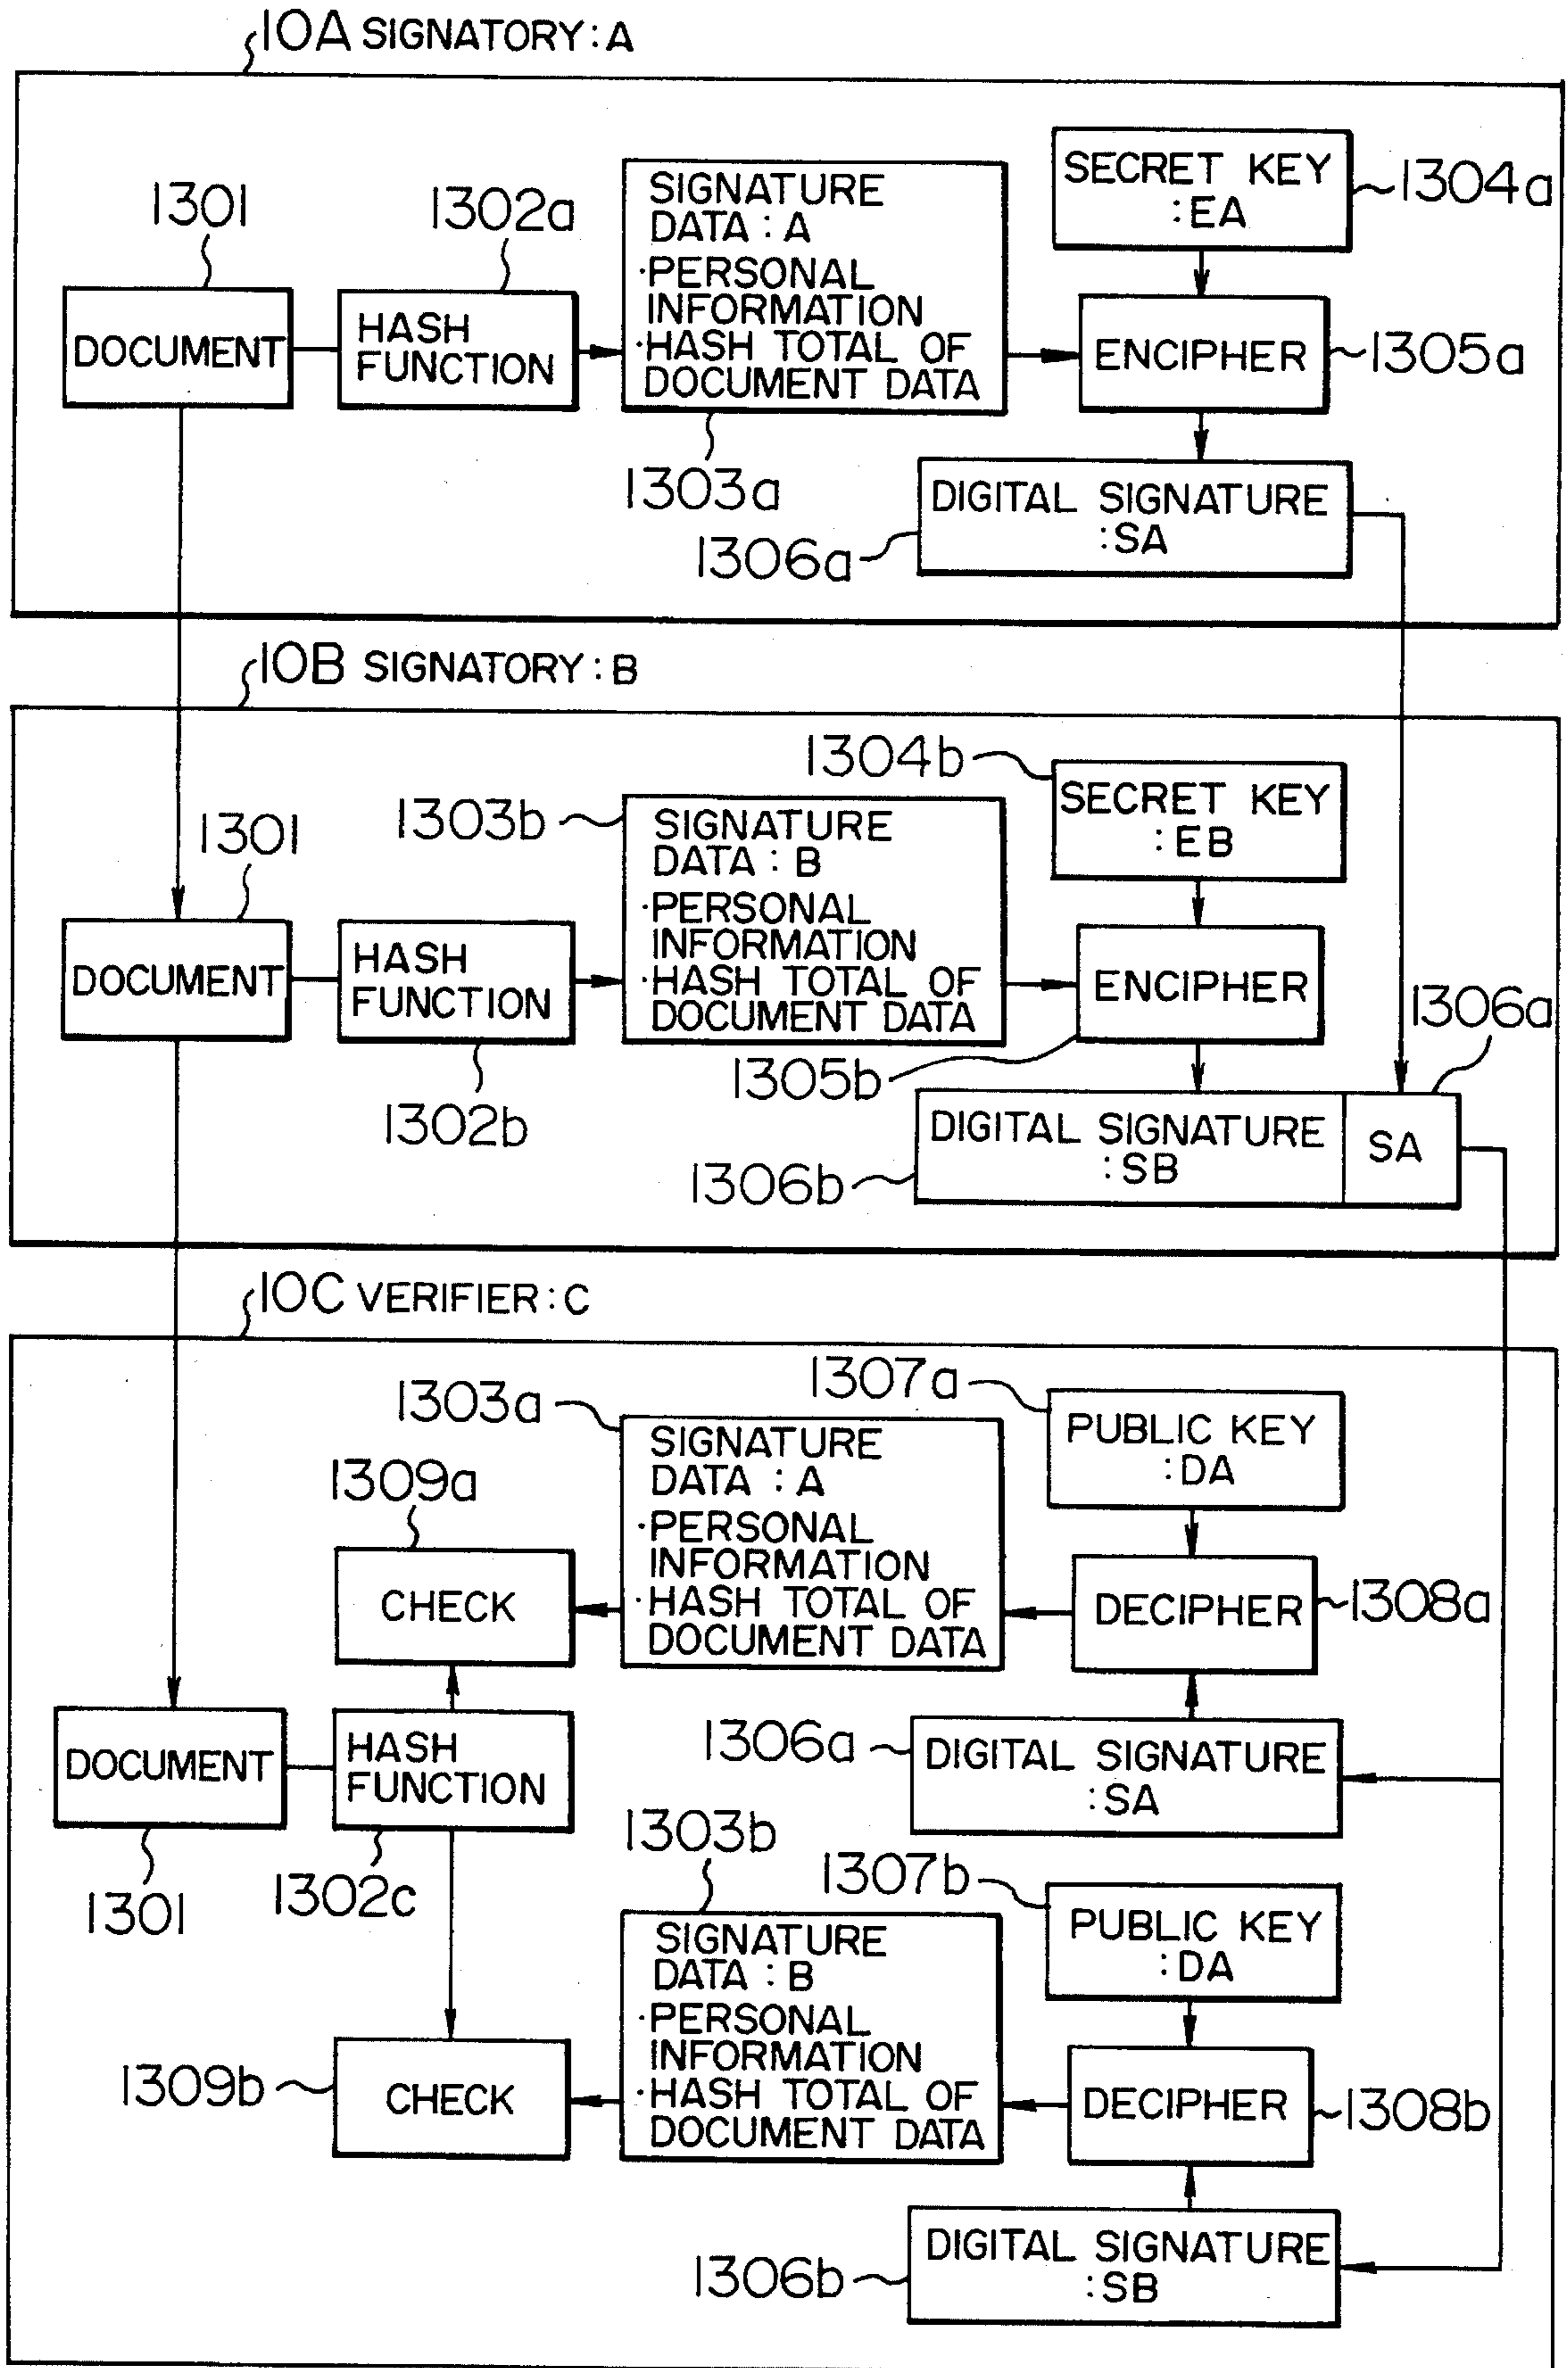 10A SIGNATORY : A
1301
1302a
DOCUMENT
HASH
FUNCTION
SIGNATURE
DATA : A
·PERSONAL
INFORMATION
·HASH TOTAL OF
DOCUMENT DATA
1303a
SECRET KEY
:EA
1304a
ENCIPHER
1305a
DIGITAL SIGNATURE
:SA
1306a
10B SIGNATORY : B
1301
DOCUMENT
HASH
FUNCTION
1302b
1303b
SIGNATURE
DATA : B
·PERSONAL
INFORMATION
·HASH TOTAL OF
DOCUMENT DATA
1304b
SECRET KEY
:EB
ENCIPHER
1305b
1306a
DIGITAL SIGNATURE
:SB
SA
1306b
10C VERIFIER : C
1307a
PUBLIC KEY
:DA
1303a
SIGNATURE
DATA : A
·PERSONAL
INFORMATION
·HASH TOTAL OF
DOCUMENT DATA
1309a
CHECK
DECIPHER
1308a
DOCUMENT
1301
HASH
FUNCTION
1302c
1306a
DIGITAL SIGNATURE
:SA
1303b
SIGNATURE
DATA : B
·PERSONAL
INFORMATION
·HASH TOTAL OF
DOCUMENT DATA
1307b
PUBLIC KEY
:DA
1309b
CHECK
DECIPHER
1308b
DIGITAL SIGNATURE
:SB
1306b